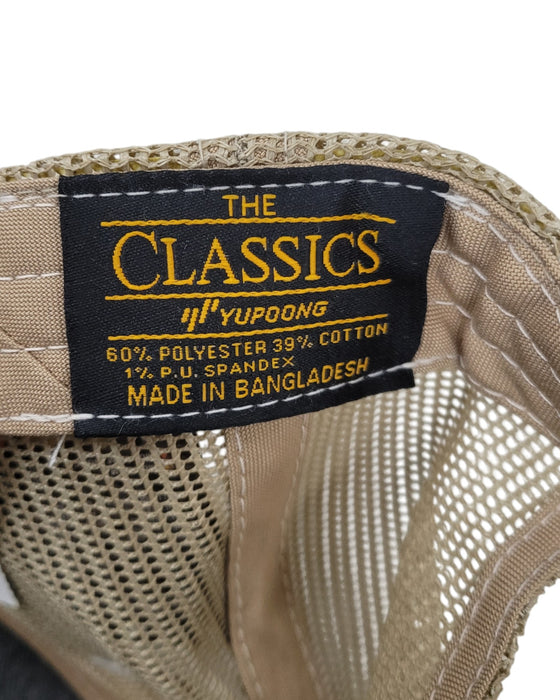 THE
CLASSICS
YUPOONG
60% POLYESTER 39% COTTON
1% P.U. SPANDEX
MADE IN BANGLADESH